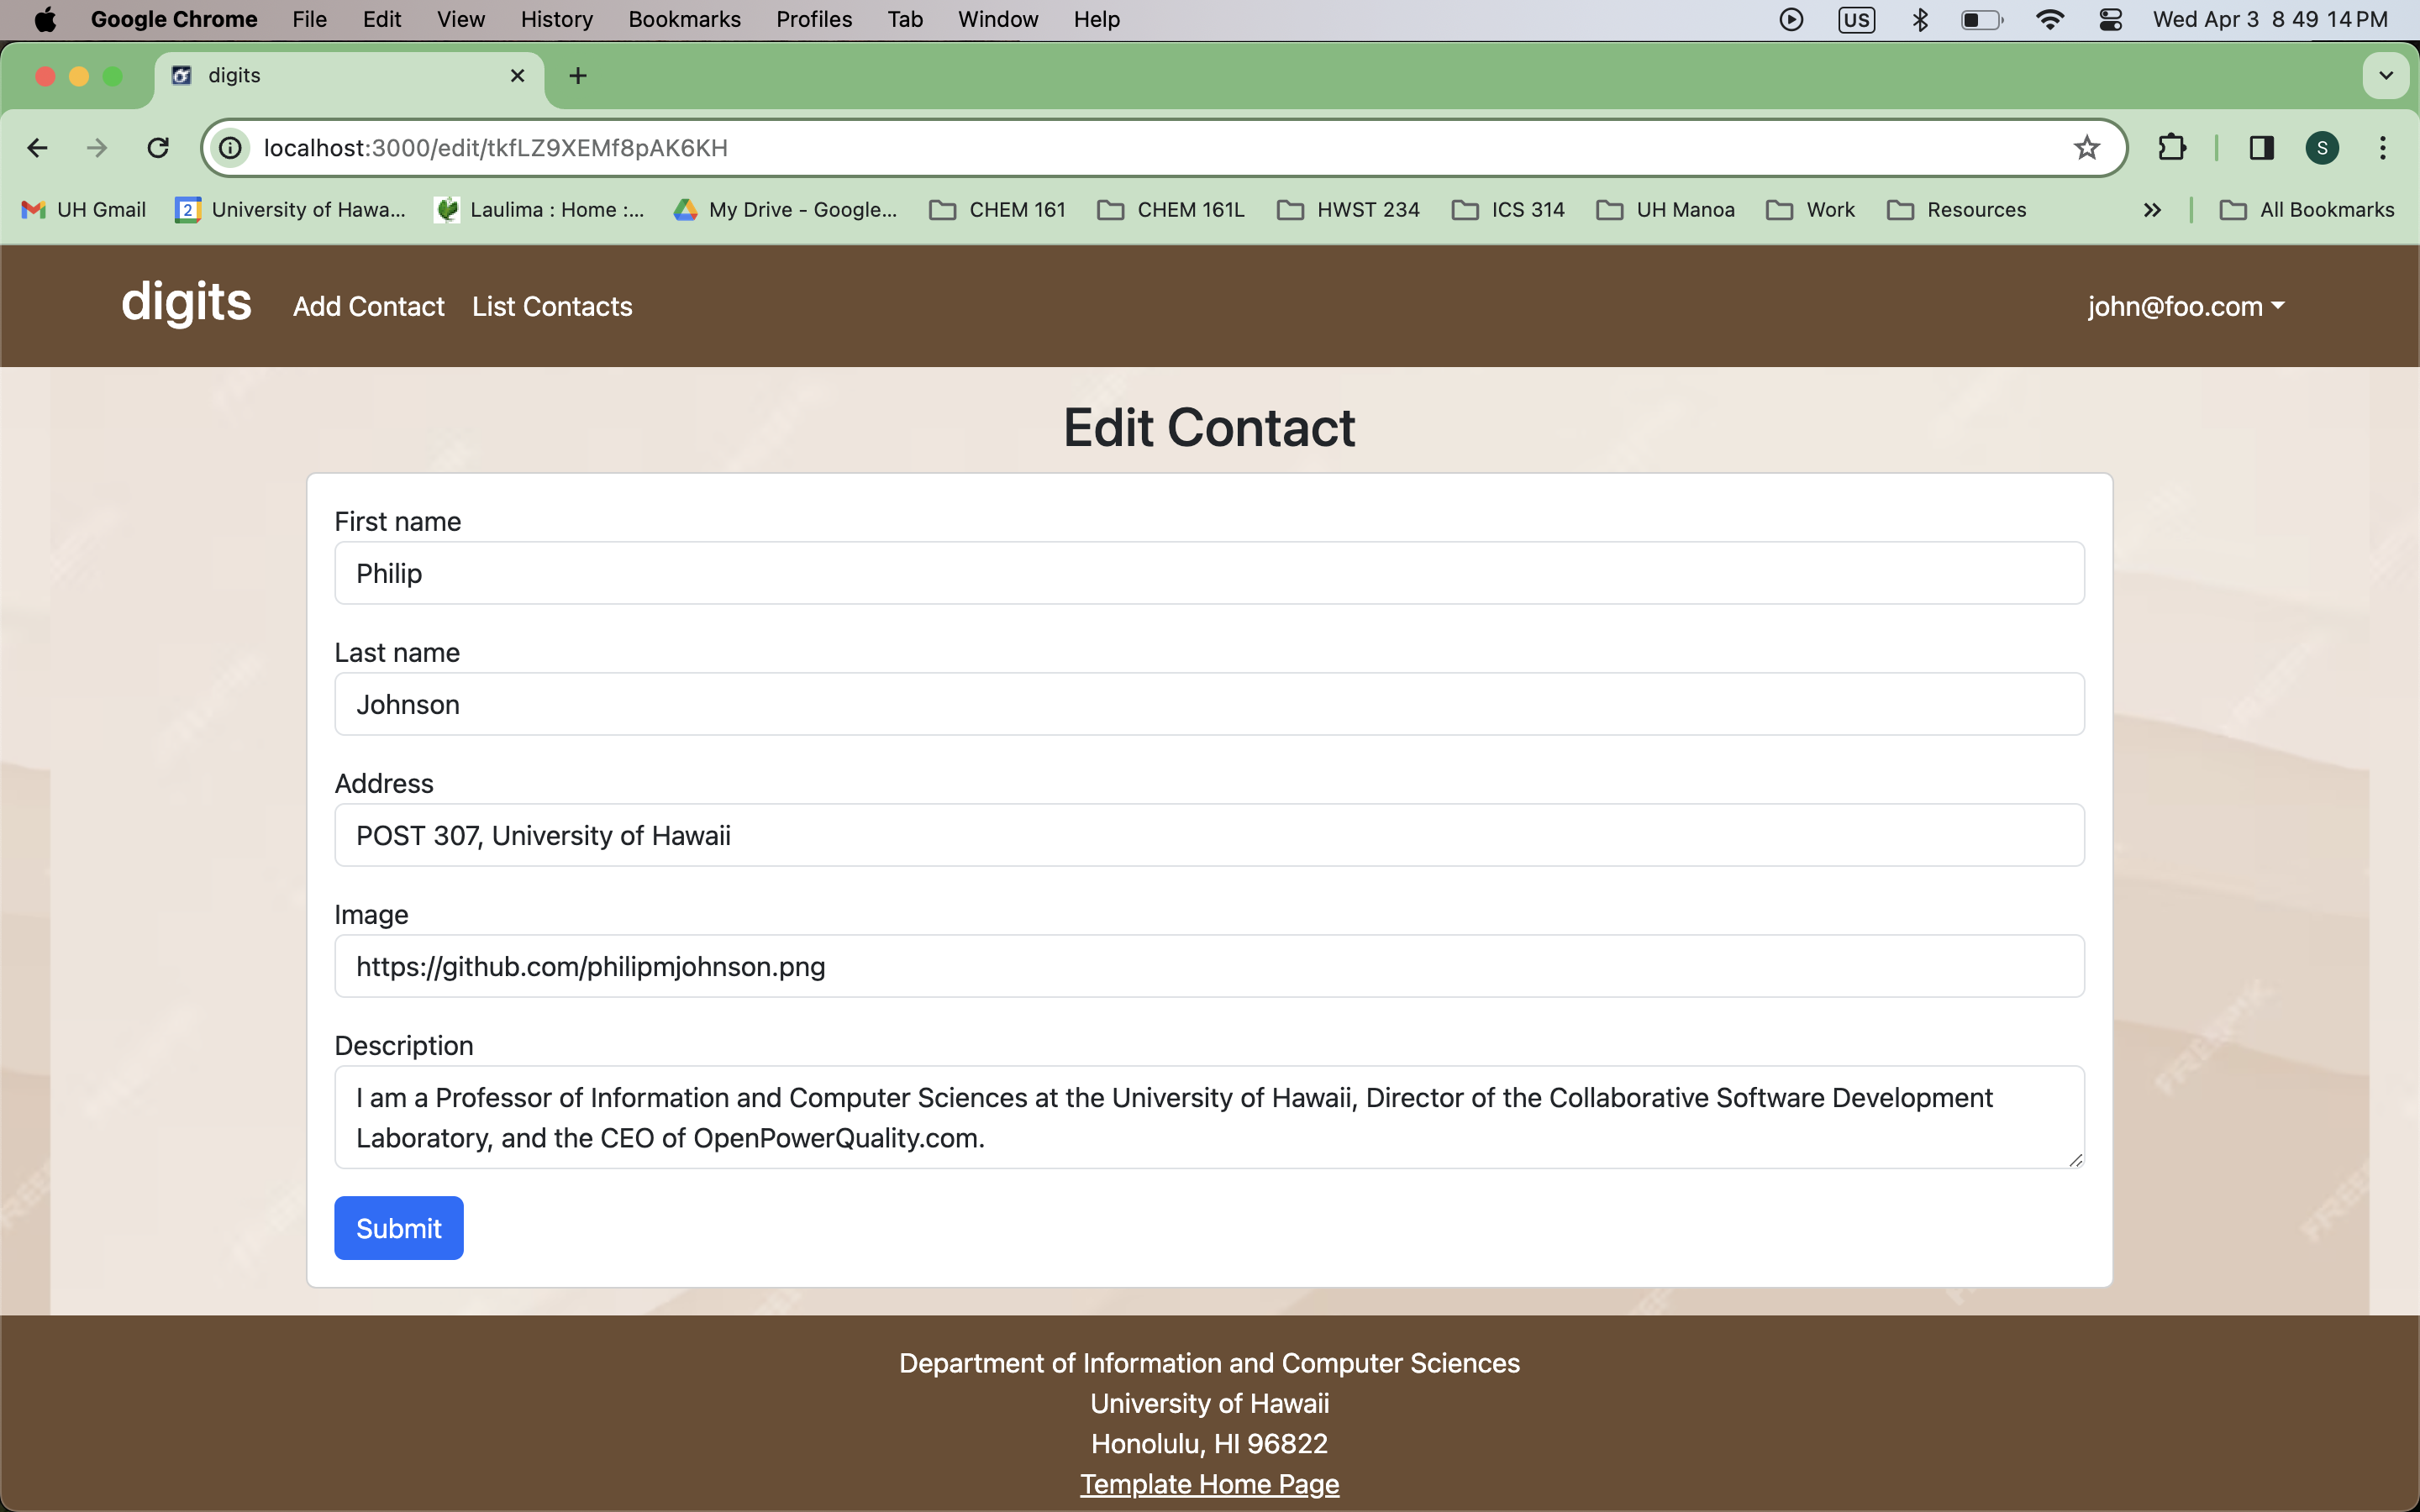 Google Chrome File Edit View History Bookmarks Profiles Tab Window Help US Wed Apr 3 8 49 14 PM
digits
localhost:3000/edit/tkfLZ9XEMf8pAK6KH S
UH Gmail 2 University of Hawa... Laulima : Home :... My Drive - Google... CHEM 161 CHEM 161L HWST 234 ICS 314 UH Manoa Work Resources All Bookmarks
digits Add Contact List Contacts john@foo.com
Edit Contact
First name
Philip
Last name
Johnson
Address
POST 307, University of Hawaii
Image
https://github.com/philipmjohnson.png
Description
I am a Professor of Information and Computer Sciences at the University of Hawaii, Director of the Collaborative Software Development
Laboratory, and the CEO of OpenPowerQuality.com.
Submit
Department of Information and Computer Sciences
University of Hawaii
Honolulu, HI 96822
Template Home Page